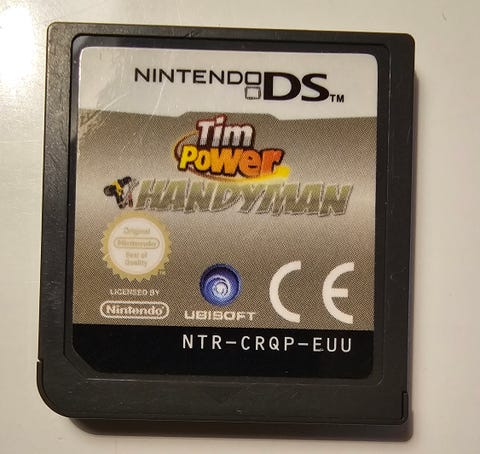 NINTENDO DS™
Tim
Power
HANDYMAN
Original
Nintendo
Seal of
Quality
LICENSED BY
Nintendo
UBISOFT
CE
NTR-CRQP-EUU